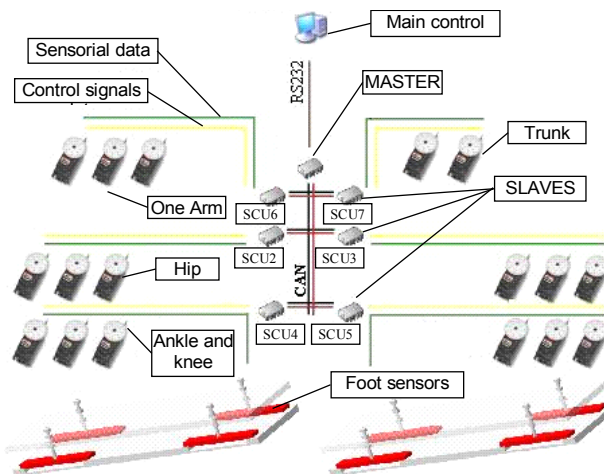 Main control
Sensorial data
Control signals
RS232
MASTER
Trunk
One Arm
SLAVES
SCU6
SCU7
SCU2
SCU3
Hip
CAN
SCU4
SCU5
Ankle and
knee
Foot sensors